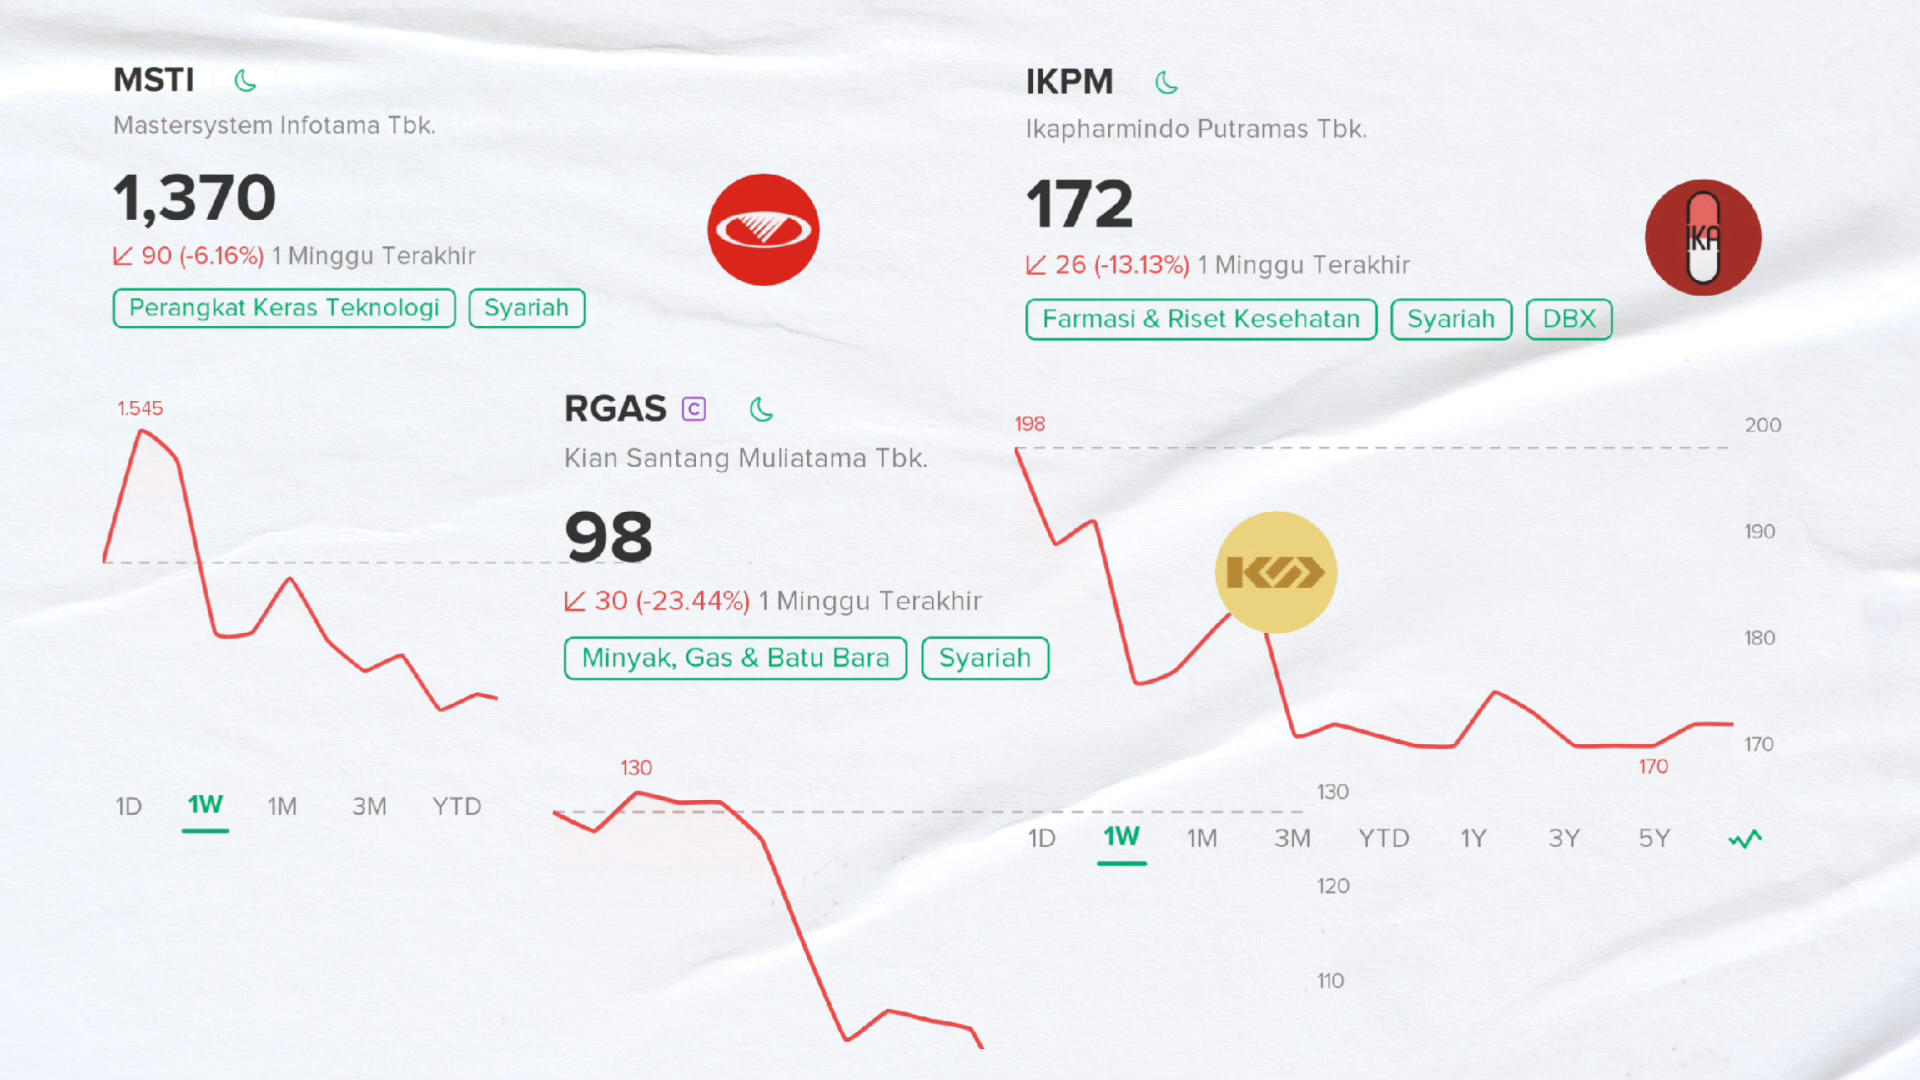 MSTI
Mastersystem Infotama Tbk.
1,370
90 (-6.16%) 1 Minggu Terakhir
Perangkat Keras Teknologi Syariah
1.545
1D 1W 1M 3M YTD
IKPM
Ikapharmindo Putramas Tbk.
172
26 (-13.13%) 1 Minggu Terakhir
IKA
Farmasi & Riset Kesehatan Syariah DBX
198
200
190
180
170
170
1D 1W 1M 3M YTD 1Y 3Y 5Y
RGAS C
Kian Santang Muliatama Tbk.
98
30 (-23.44%) 1 Minggu Terakhir
Minyak, Gas & Batu Bara Syariah
130
130
120
110